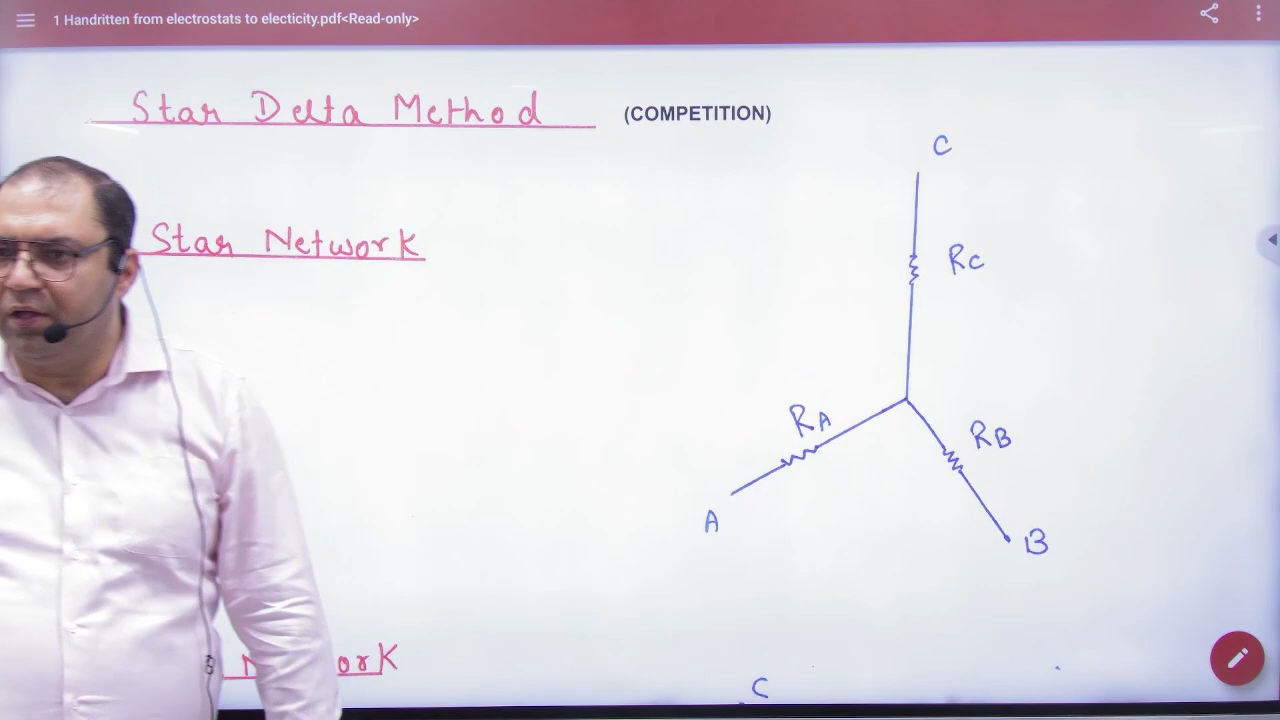 1 Handritten from electrostats to electicity.pdf<Read-only>
Star Delta Method (COMPETITION)
C
Star Network
RC
RA
RB
A
B
C